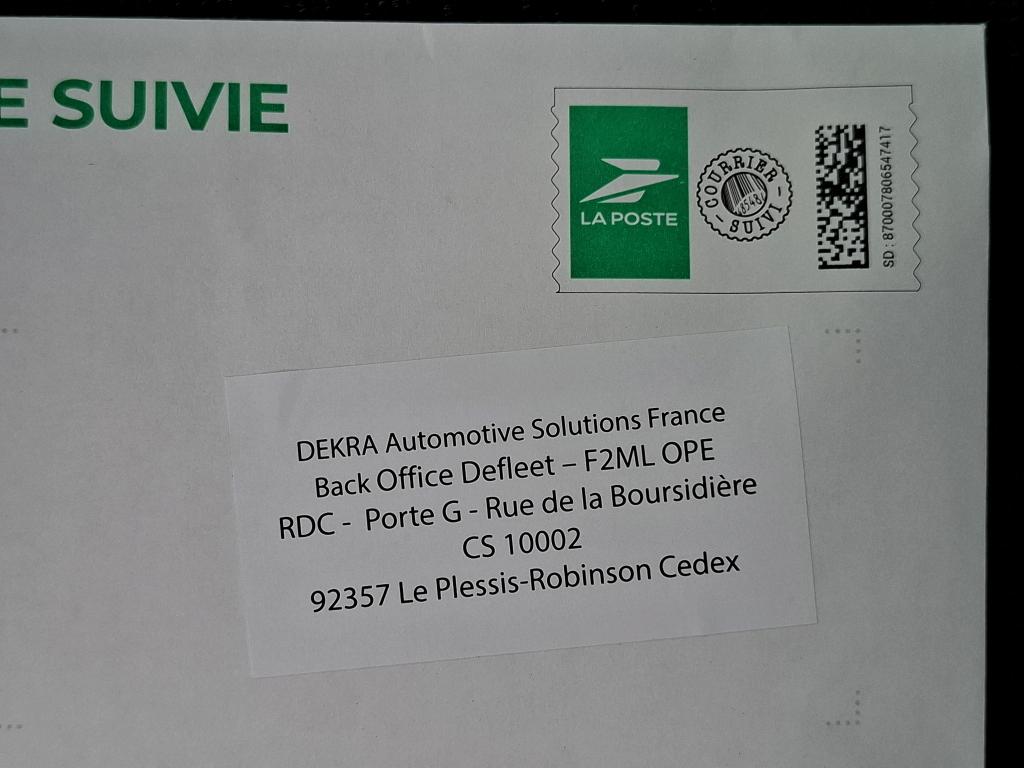 E SUIVIE
LA POSTE
COURRIER
SUIVI
SD : 870007806547417
DEKRA Automotive Solutions France
Back Office Defleet – F2ML OPE
RDC - Porte G - Rue de la Boursidière
CS 10002
92357 Le Plessis-Robinson Cedex